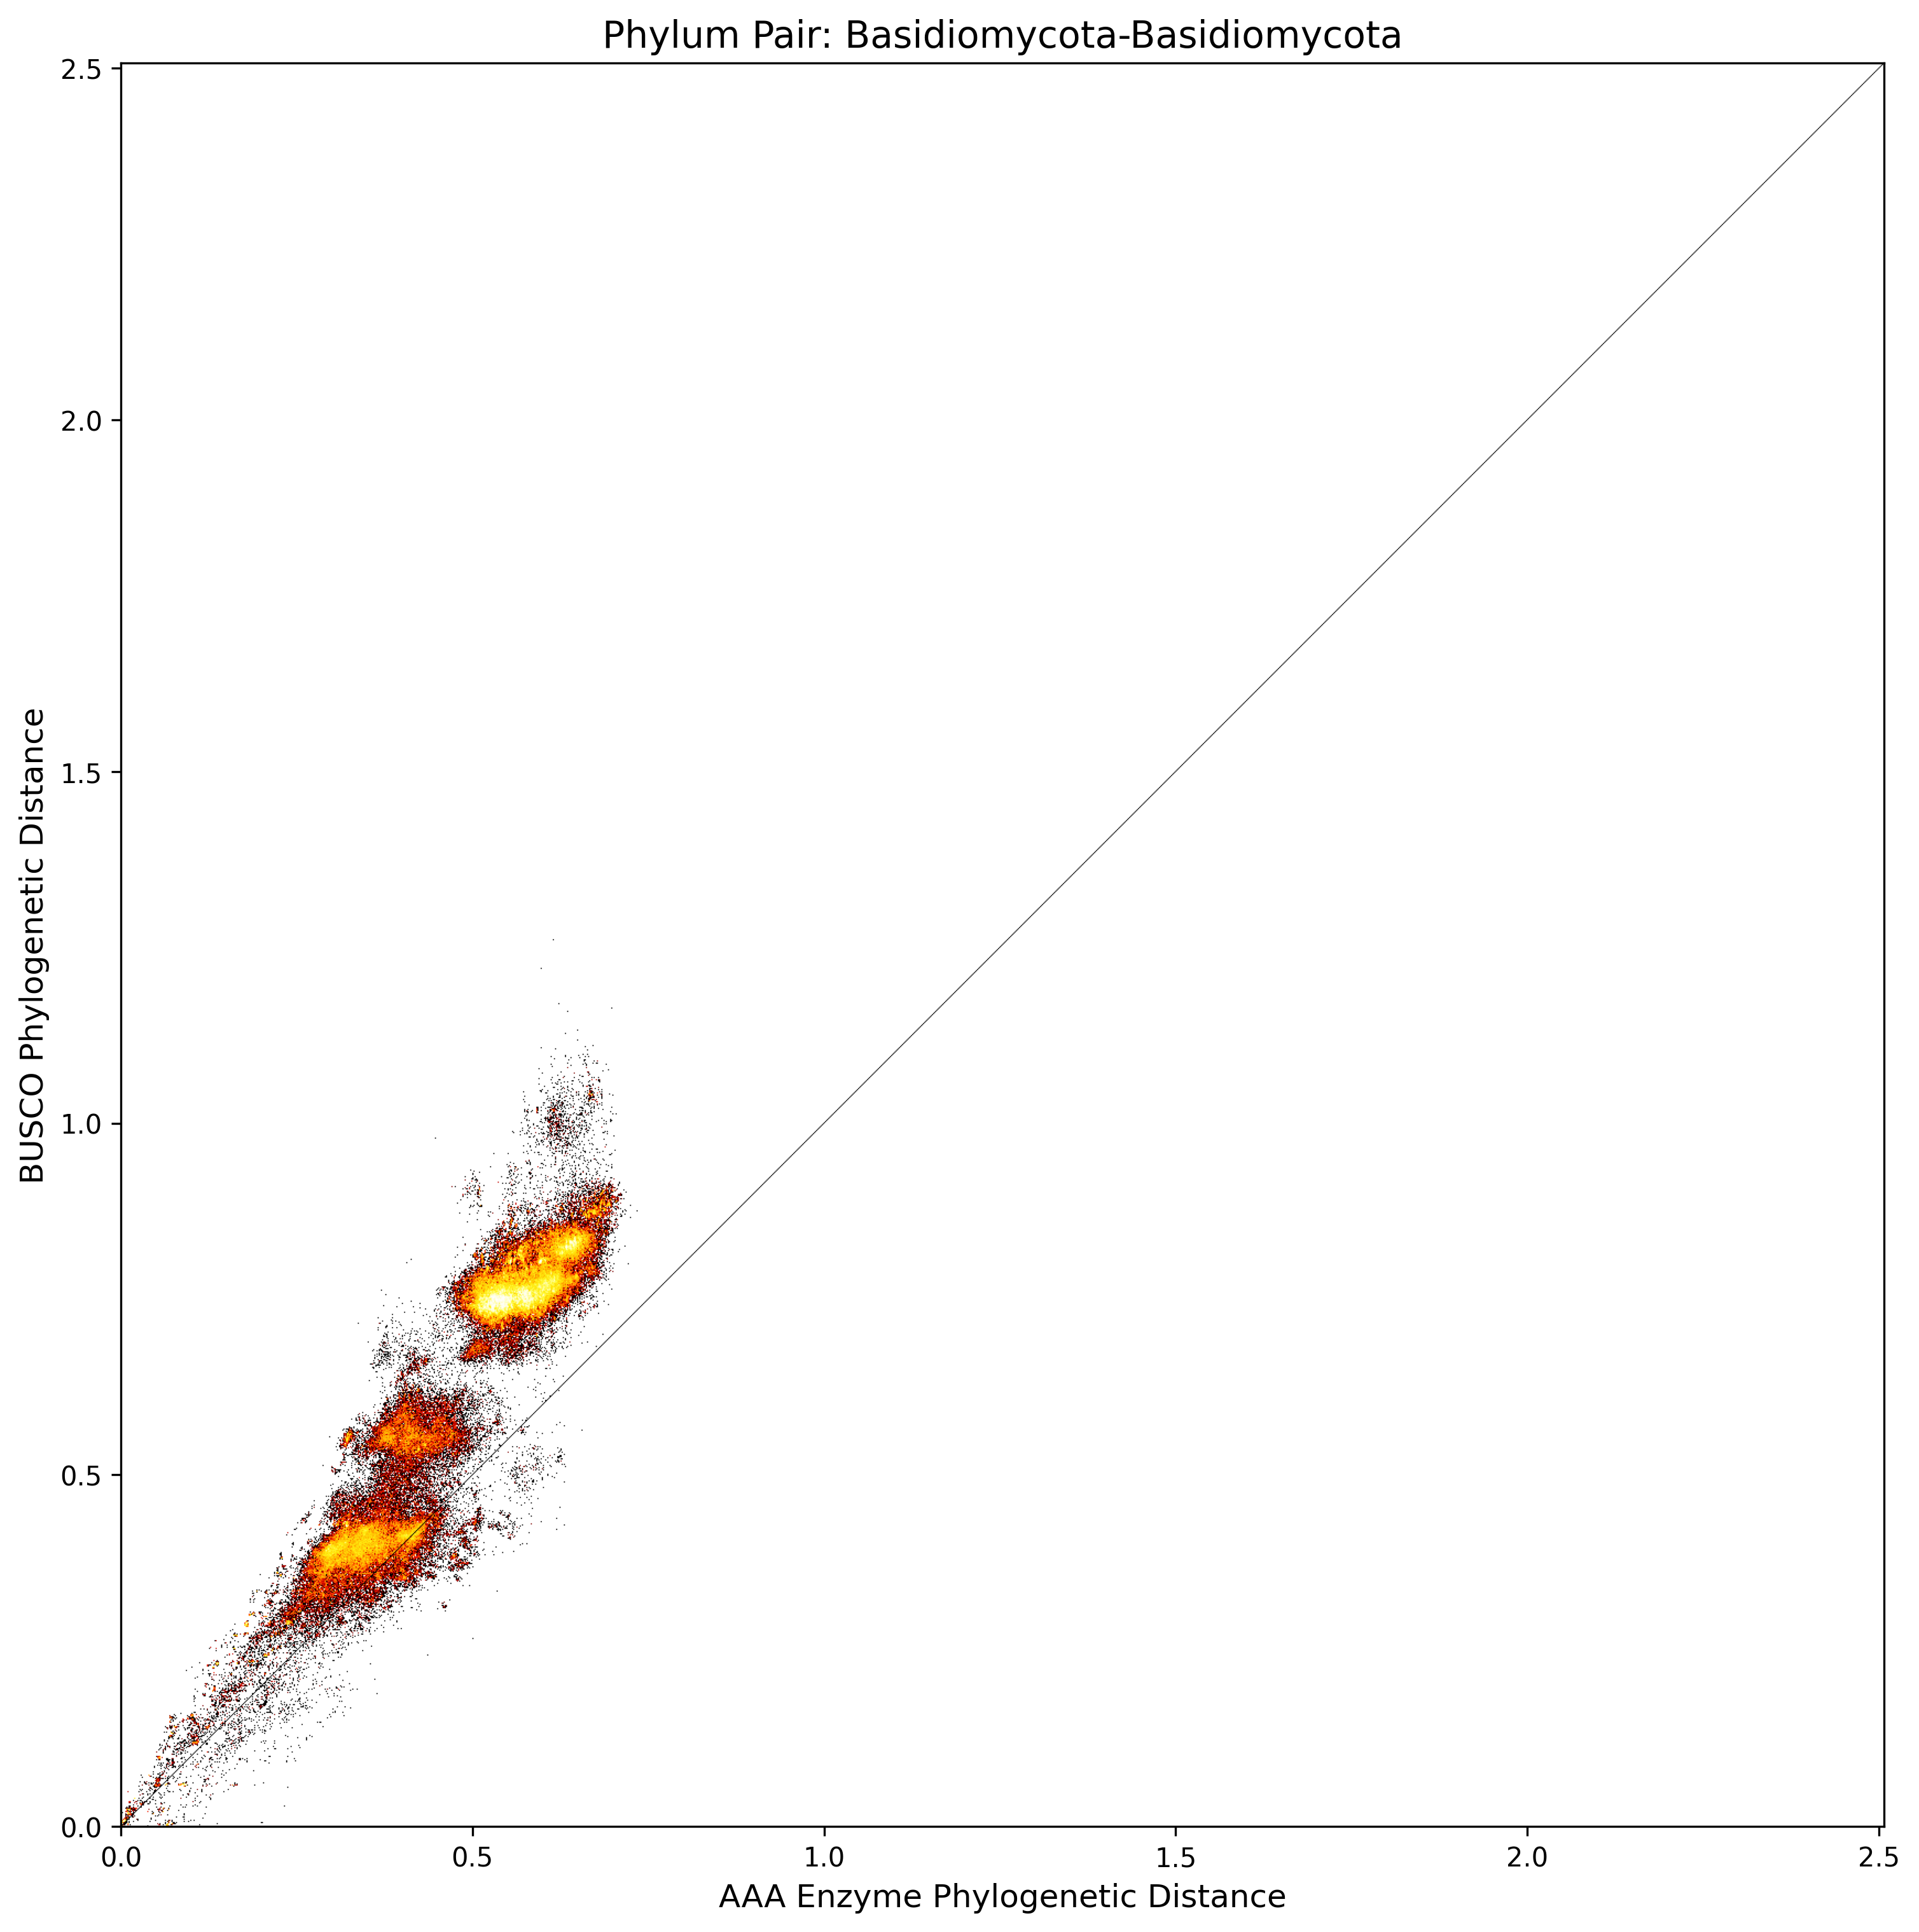 Phylum Pair: Basidiomycota-Basidiomycota
2.5
2.0
1.5
1.0
0.5
0.0
BUSCO Phylogenetic Distance
0.0 0.5 1.0 1.5 2.0 2.5
AAA Enzyme Phylogenetic Distance